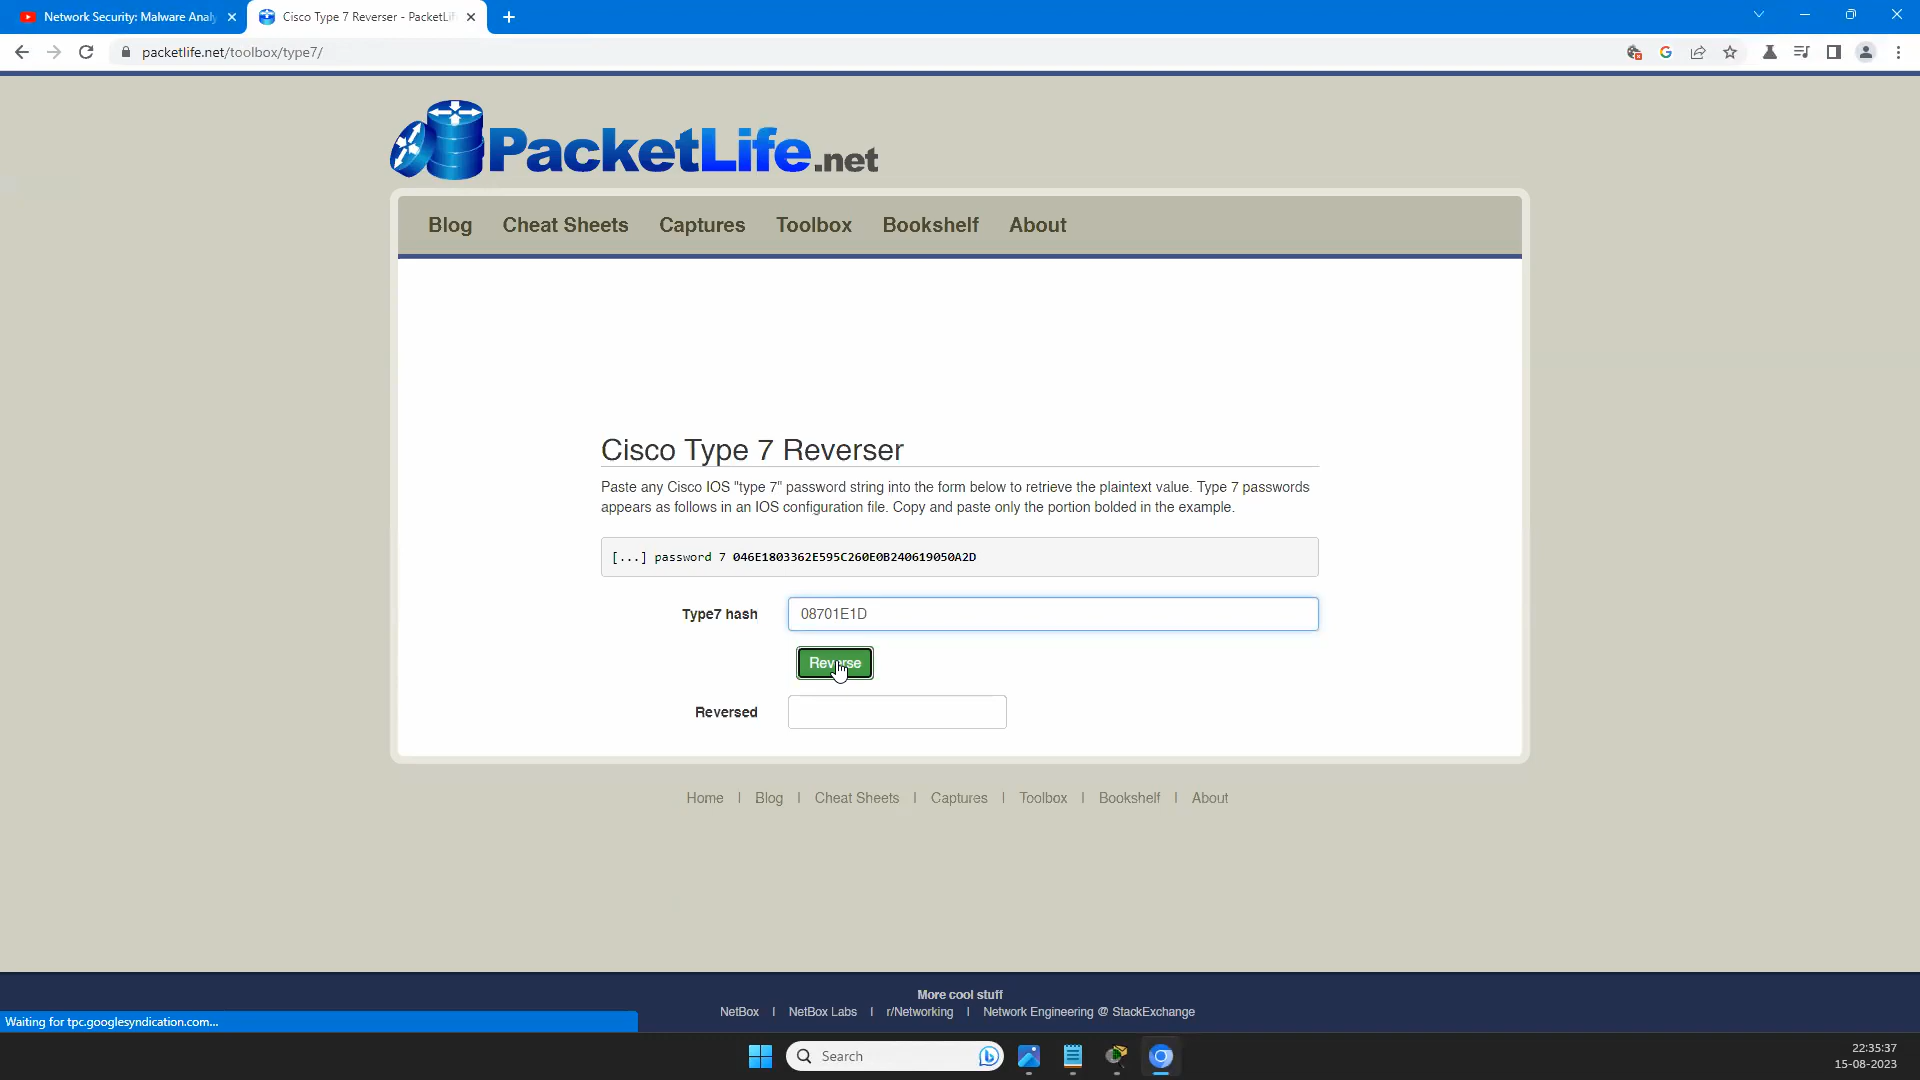 Network Security: Malware Analy
Cisco Type 7 Reverser - PacketLif
packetlife.net/toolbox/type7/
PacketLife.net
Blog Cheat Sheets Captures Toolbox Bookshelf About
Cisco Type 7 Reverser
Paste any Cisco IOS "type 7" password string into the form below to retrieve the plaintext value. Type 7 passwords
appears as follows in an IOS configuration file. Copy and paste only the portion bolded in the example.
[...] password 7 046E1803362E595C260E0B240619050A2D
Type7 hash 08701E1D
Reverse
Reversed
Home | Blog | Cheat Sheets | Captures | Toolbox | Bookshelf | About
More cool stuff
NetBox | NetBox Labs | r/Networking | Network Engineering @ StackExchange
Waiting for tpc.googlesyndication.com...
Search
22:35:37
15-08-2023